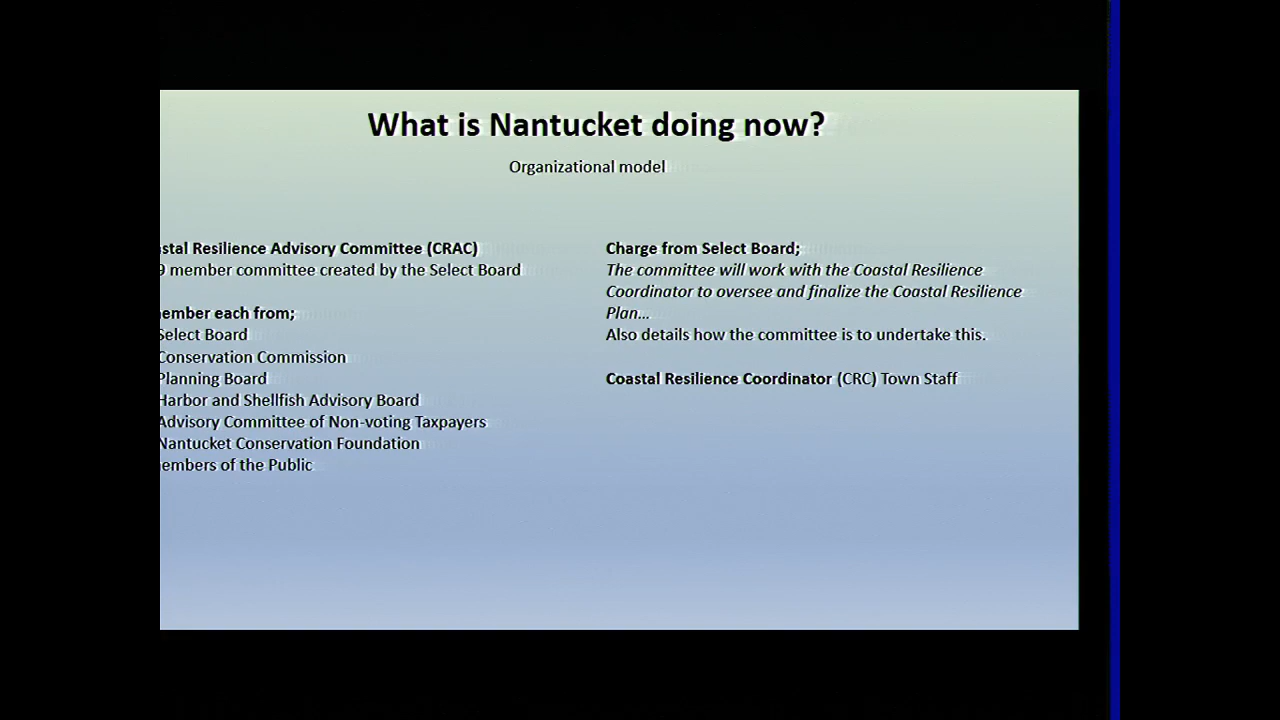 What is Nantucket doing now?
Organizational model
stal Resilience Advisory Committee (CRAC)
9 member committee created by the Select Board
ember each from;
Select Board
Conservation Commission
Planning Board
Harbor and Shellfish Advisory Board
Advisory Committee of Non-voting Taxpayers
Nantucket Conservation Foundation
embers of the Public
Charge from Select Board;
The committee will work with the Coastal Resilience
Coordinator to oversee and finalize the Coastal Resilience
Plan...
Also details how the committee is to undertake this.
Coastal Resilience Coordinator (CRC) Town Staff